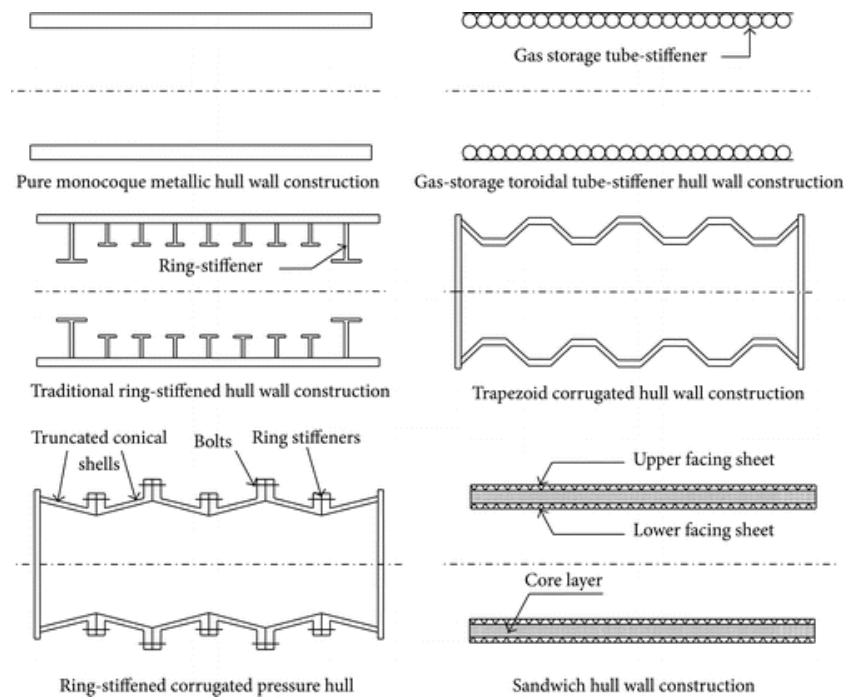 Gas storage tube-stiffener
Pure monocoque metallic hull wall construction
Gas-storage toroidal tube-stiffener hull wall construction
Ring-stiffener
Traditional ring-stiffened hull wall construction
Trapezoid corrugated hull wall construction
Truncated conical
shells
Bolts
Ring stiffeners
Ring-stiffened corrugated pressure hull
Upper facing sheet
Lower facing sheet
Core layer
Sandwich hull wall construction